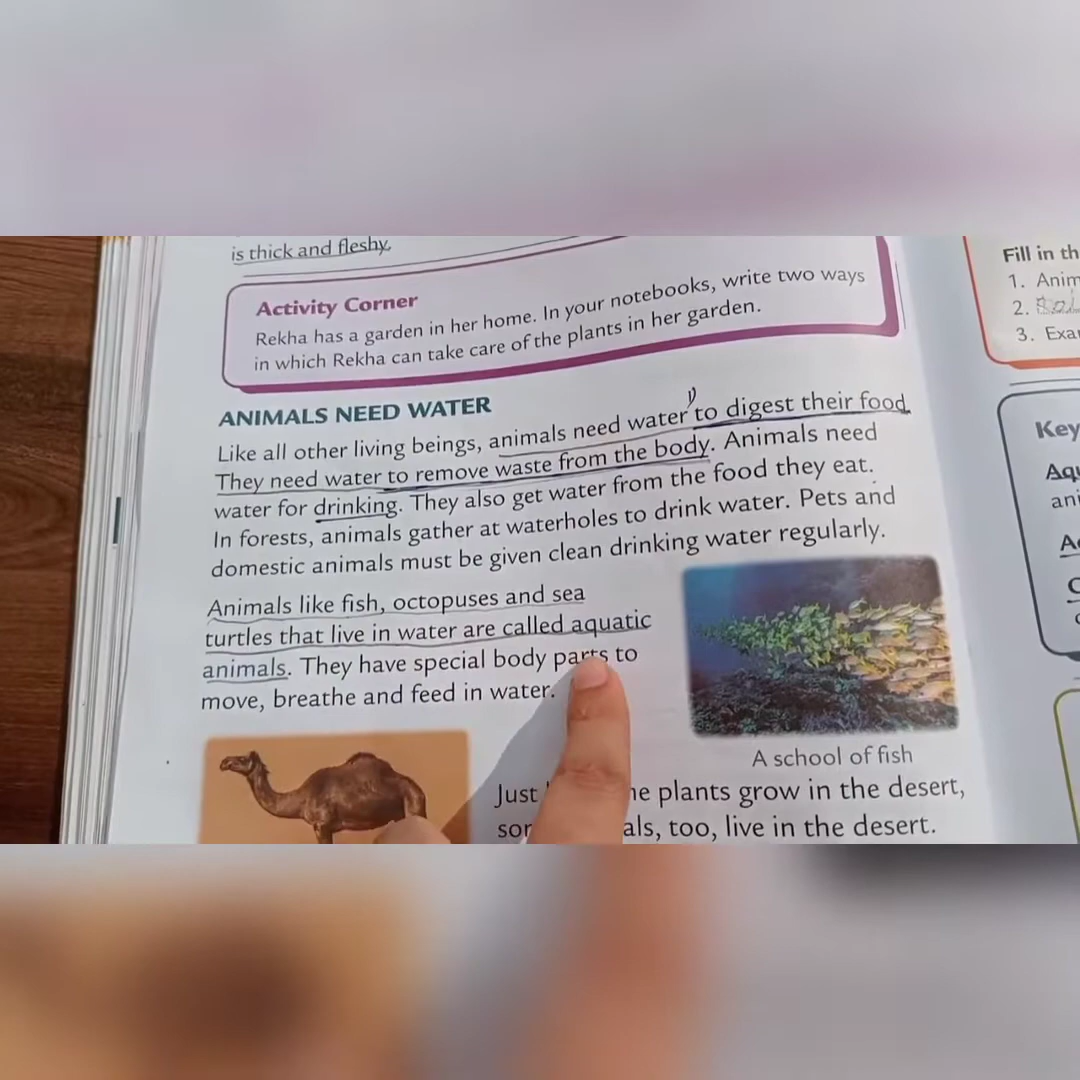 is thick and fleshy.
Activity Corner
Rekha has a garden in her home. In your notebooks, write two ways
in which Rekha can take care of the plants in her garden.
ANIMALS NEED WATER
Like all other living beings, animals need water to digest their food.
They need water to remove waste from the body. Animals need
water for drinking. They also get water from the food they eat.
In forests, animals gather at waterholes to drink water. Pets and
domestic animals must be given clean drinking water regularly.
Animals like fish, octopuses and sea
turtles that live in water are called aquatic
animals. They have special body parts to
move, breathe and feed in water.
A school of fish
Just plants grow in the desert,
too, live in the desert.
Fill in
1.
2.
3.
Key